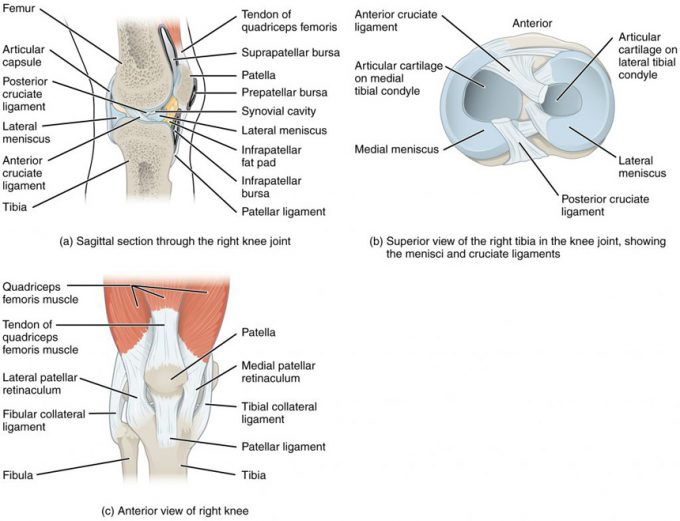 Femur
Articular
capsule
Posterior
cruciate
ligament
Lateral
meniscus
Anterior
cruciate
ligament
Tibia
Tendon of
quadriceps femoris
Suprapatellar bursa
Patella
Prepatellar bursa
Synovial cavity
Lateral meniscus
Infrapatellar
fat pad
Infrapatellar
bursa
Patellar ligament
(a) Sagittal section through the right knee joint
Anterior cruciate
ligament
Anterior
Articular
cartilage on
lateral tibial
condyle
Articular cartilage
on medial
tibial condyle
Medial meniscus
Lateral
meniscus
Posterior cruciate
ligament
(b) Superior view of the right tibia in the knee joint, showing
the menisci and cruciate ligaments
Quadriceps
femoris muscle
Tendon of
quadriceps
femoris muscle
Lateral patellar
retinaculum
Fibular collateral
ligament
Fibula
Patella
Medial patellar
retinaculum
Tibial collateral
ligament
Patellar ligament
Tibia
(c) Anterior view of right knee